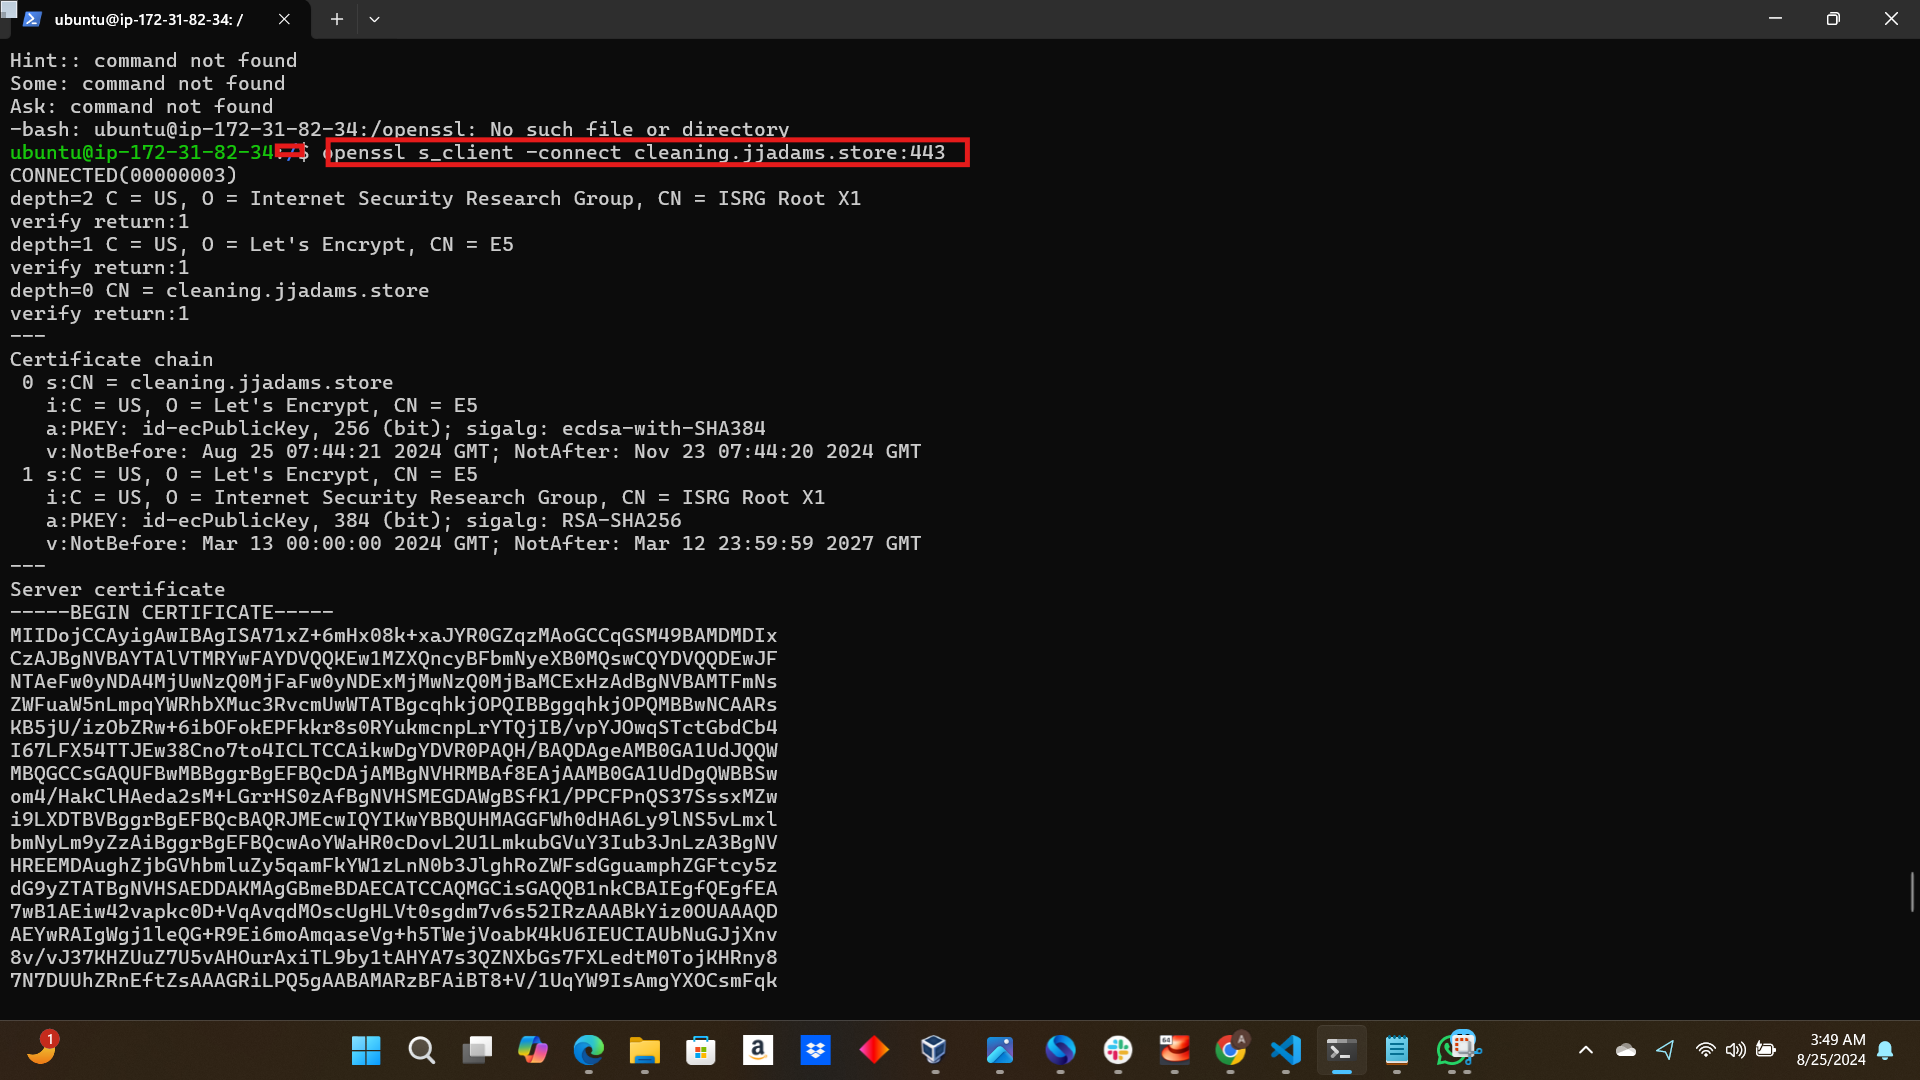 ubuntu@ip-172-31-82-34: /
Hint:: command not found
Some: command not found
Ask: command not found
-bash: ubuntu@ip-172-31-82-34:/openssl: No such file or directory
ubuntu@ip-172-31-82-34:/$ openssl s_client -connect cleaning.jjadams.store:443
CONNECTED(00000003)
depth=2 C = US, O = Internet Security Research Group, CN = ISRG Root X1
verify return:1
depth=1 C = US, O = Let's Encrypt, CN = E5
verify return:1
depth=0 CN = cleaning.jjadams.store
verify return:1
---
Certificate chain
 0 s:CN = cleaning.jjadams.store
   i:C = US, O = Let's Encrypt, CN = E5
   a:PKEY: id-ecPublicKey, 256 (bit); sigalg: ecdsa-with-SHA384
   v:NotBefore: Aug 25 07:44:21 2024 GMT; NotAfter: Nov 23 07:44:20 2024 GMT
 1 s:C = US, O = Let's Encrypt, CN = E5
   i:C = US, O = Internet Security Research Group, CN = ISRG Root X1
   a:PKEY: id-ecPublicKey, 384 (bit); sigalg: RSA-SHA256
   v:NotBefore: Mar 13 00:00:00 2024 GMT; NotAfter: Mar 12 23:59:59 2027 GMT
---
Server certificate
-----BEGIN CERTIFICATE-----
MIIDojCCAyigAwIBAgISA71xZ+6mHx08k+xaJYR0GZqzMAoGCCqGSM49BAMDMDIx
CzAJBgNVBAYTAlVTMRYwFAYDVQQKEw1MZXQncyBFbmNyeXB0MQswCQYDVQQDEwJF
NTAeFw0yNDA4MjUwNzQ0MjFaFw0yNDExMjMwNzQ0MjBaMCExHzAdBgNVBAMTFmNs
ZWFuaW5nLmpqYWRhbXMuc3RvcmUwWTATBgcqhkjOPQIBBggqhkjOPQMBBwNCAARs
KB5jU/izObZRw+6ibOFokEPFkkr8s0RYukmcnpLrYTQjIB/vpYJOwqSTctGbdCb4
I67LFX54TTJEw38Cno7to4ICLTCCAikwDgYDVR0PAQH/BAQDAgeAMB0GA1UdJQQW
MBQGCCsGAQUFBwMBBggrBgEFBQcDAjAMBgNVHRMBAf8EAjAAMB0GA1UdDgQWBBSw
om4/HakClHAeda2sM+LGrrHS0zAfBgNVHSMEGDAWgBSfK1/PPCFPnQS37SssxMZw
i9LXDTBVBggrBgEFBQcBAQRJMEcwIQYIKwYBBQUHMAGGFWh0dHA6Ly9lNS5vLmxl
bmNyLm9yZzAiBggrBgEFBQcwAoYWaHR0cDovL2U1LmkubGVuY3Iub3JnLzA3BgNV
HREEMDAughZjbGVhbmluZy5qamFkYW1zLnN0b3JlghRoZWFsdGguamphZGFtcy5z
dG9yZTATBgNVHSAEDDAKMAgGBmeBDAECATCCAQMGCisGAQQB1nkCBAIEgfQEgfEA
7wB1AEiw42vapkc0D+VqAvqdMOscUgHLVt0sgdm7v6s52IRzAAABkYiz0OUAAAQD
AEYwRAIgWgj1leQG+R9Ei6moAmqaseVg+h5TWejVoabK4kU6IEUCIAUbNuGJjXnv
8v/vJ37KHZUuZ7U5vAHOurAxiTL9by1tAHYA7s3QZNXbGs7FXLedtM0TojKHRny8
7N7DUUhZRnEftZsAAAGRiLPQ5gAABAMARzBFAiBT8+V/1UqYW9IsAmgYXOCsmFqk
1
64
A
3:49 AM
8/25/2024